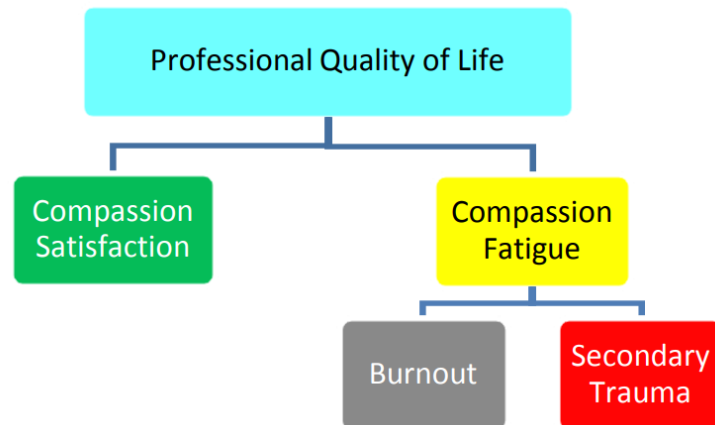 Professional Quality of Life
Compassion
Satisfaction
Compassion
Fatigue
Burnout
Secondary
Trauma